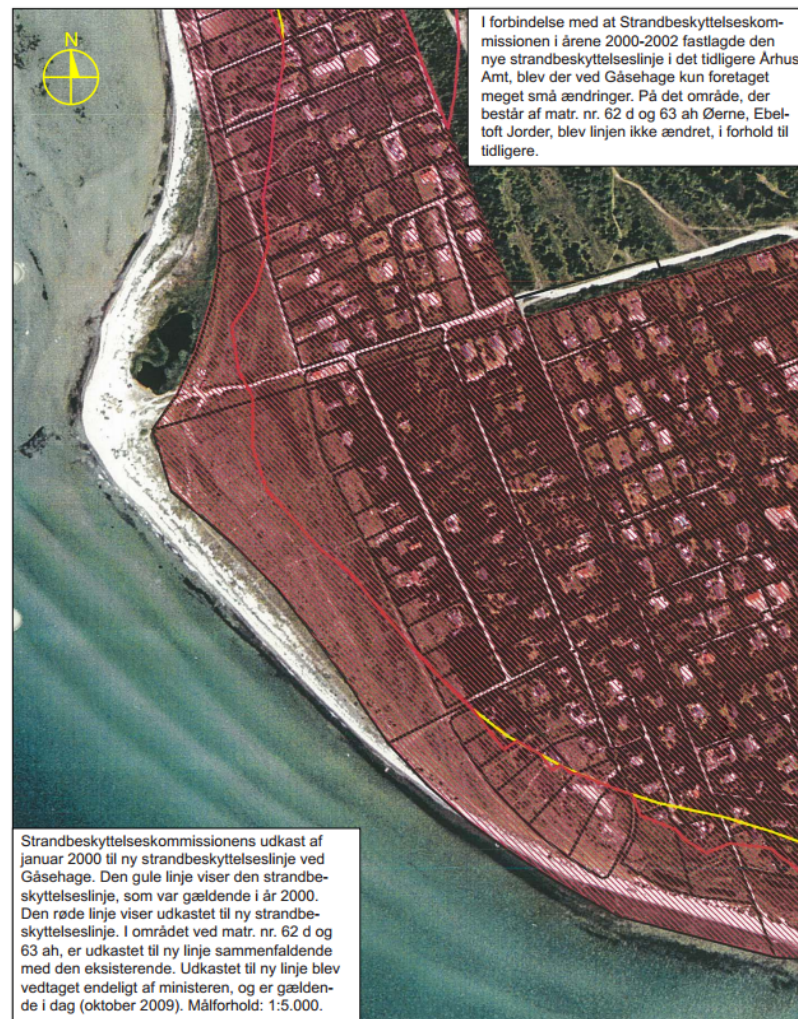 N
I forbindelse med at Strandbeskyttelseskom-
missionen i årene 2000-2002 fastlagde den
nye strandbeskyttelseslinje i det tidligere Århus
Amt, blev der ved Gåsehage kun foretaget
meget små ændringer. På det område, der
består af matr. nr. 62 d og 63 ah Øerne, Ebel-
toft Jorder, blev linjen ikke ændret, i forhold til
tidligere.
Strandbeskyttelseskommissionens udkast af
januar 2000 til ny strandbeskyttelseslinje ved
Gåsehage. Den gule linje viser den strandbe-
skyttelseslinje, som var gældende i år 2000.
Den røde linje viser udkastet til ny strandbe-
skyttelseslinje. I området ved matr. nr. 62 d og
63 ah, er udkastet til ny linje sammenfaldende
med den eksisterende. Udkastet til ny linje blev
vedtaget endeligt af ministeren, og er gælden-
de i dag (oktober 2009). Målforhold: 1:5.000.